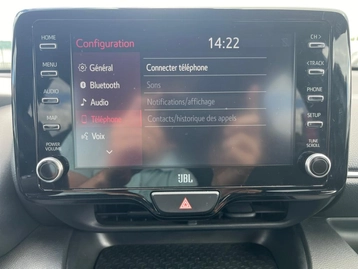 Configuration
14:22
HOME
MENU
AUDIO
MAP
POWER
VOLUME
Général
Bluetooth
Audio
Téléphone
Voix
Connecter téléphone
Sons
Notifications/affichage
Contacts/historique des appels
CH >
< TRACK
PHONE
SETUP
TUNE
SCROLL
JBL